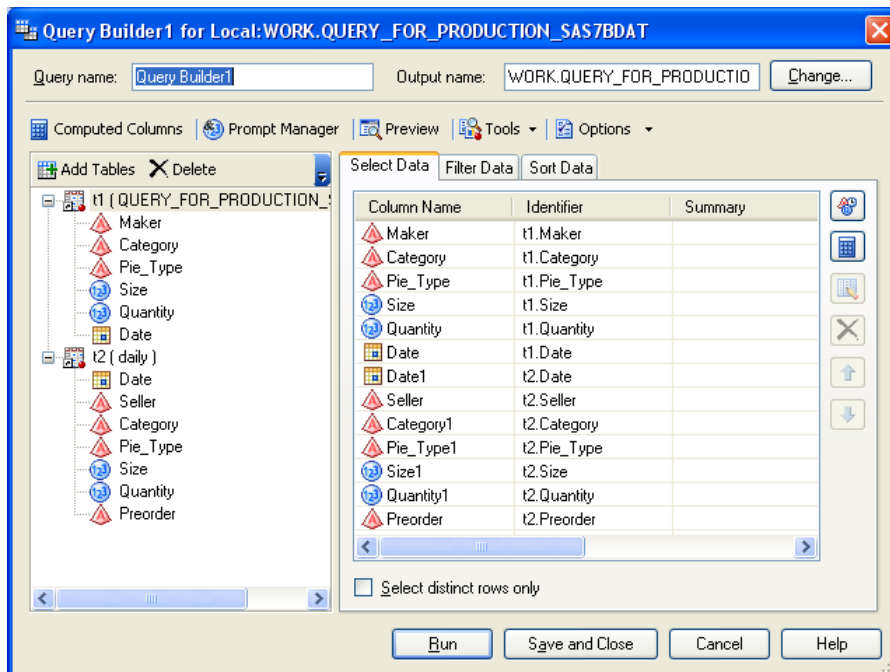 Query Builder1 for Local:WORK.QUERY_FOR_PRODUCTION_SAS7BDAT
Query name: Query Builder1 Output name: WORK.QUERY_FOR_PRODUCTIO Change...
Computed Columns Prompt Manager Preview Tools Options
Add Tables Delete
t1 ( QUERY_FOR_PRODUCTION_
Maker
Category
Pie_Type
Size
Quantity
Date
t2 ( daily )
Date
Seller
Category
Pie_Type
Size
Quantity
Preorder
Select Data Filter Data Sort Data
Column Name Identifier Summary
Maker t1.Maker
Category t1.Category
Pie_Type t1.Pie_Type
Size t1.Size
Quantity t1.Quantity
Date t1.Date
Date1 t2.Date
Seller t2.Seller
Category1 t2.Category
Pie_Type1 t2.Pie_Type
Size1 t2.Size
Quantity1 t2.Quantity
Preorder t2.Preorder
Select distinct rows only
Run Save and Close Cancel Help